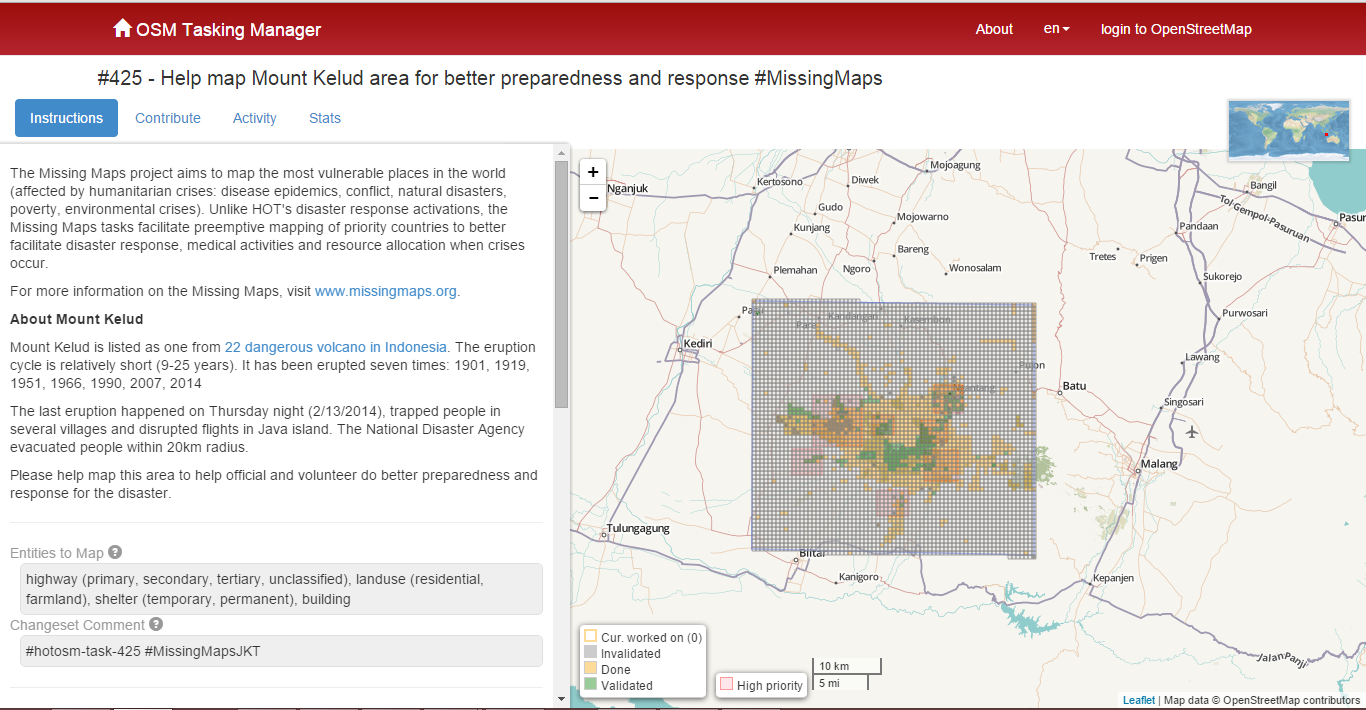 OSM Tasking Manager
About
en
login to OpenStreetMap
#425 - Help map Mount Kelud area for better preparedness and response #MissingMaps
Instructions
Contribute
Activity
Stats
The Missing Maps project aims to map the most vulnerable places in the world
(affected by humanitarian crises: disease epidemics, conflict, natural disasters,
poverty, environmental crises). Unlike HOT's disaster response activations, the
Missing Maps tasks facilitate preemptive mapping of priority countries to better
facilitate disaster response, medical activities and resource allocation when crises
occur.
For more information on the Missing Maps, visit www.missingmaps.org.
About Mount Kelud
Mount Kelud is listed as one from 22 dangerous volcano in Indonesia. The eruption
cycle is relatively short (9-25 years). It has been erupted seven times: 1901, 1919,
1951, 1966, 1990, 2007, 2014
The last eruption happened on Thursday night (2/13/2014), trapped people in
several villages and disrupted flights in Java island. The National Disaster Agency
evacuated people within 20km radius.
Please help map this area to help official and volunteer do better preparedness and
response for the disaster.
Entities to Map ?
highway (primary, secondary, tertiary, unclassified), landuse (residential,
farmland), shelter (temporary, permanent), building
Changeset Comment ?
#hotosm-task-425 #MissingMapsJKT
+
−
Nganjuk
Kertosono
Diwek
Mojoagung
Gudo
Mojowarno
Kunjang
Bareng
Plemahan
Ngoro
Wonosalam
Tretes
Prigen
Bangil
Tol Gempol-Pasuruan
Pasur
Pandaan
Sukorejo
Purwosari
Kandangan
Kasembon
Pare
Kediri
Pujon
Lawang
Batu
Singosari
Malang
Tulungagung
Blitar
Kanigoro
Kepanjen
Jalan Panji
Cur. worked on (0)
Invalidated
Done
Validated
High priority
10 km
5 mi
Leaflet | Map data © OpenStreetMap contributors